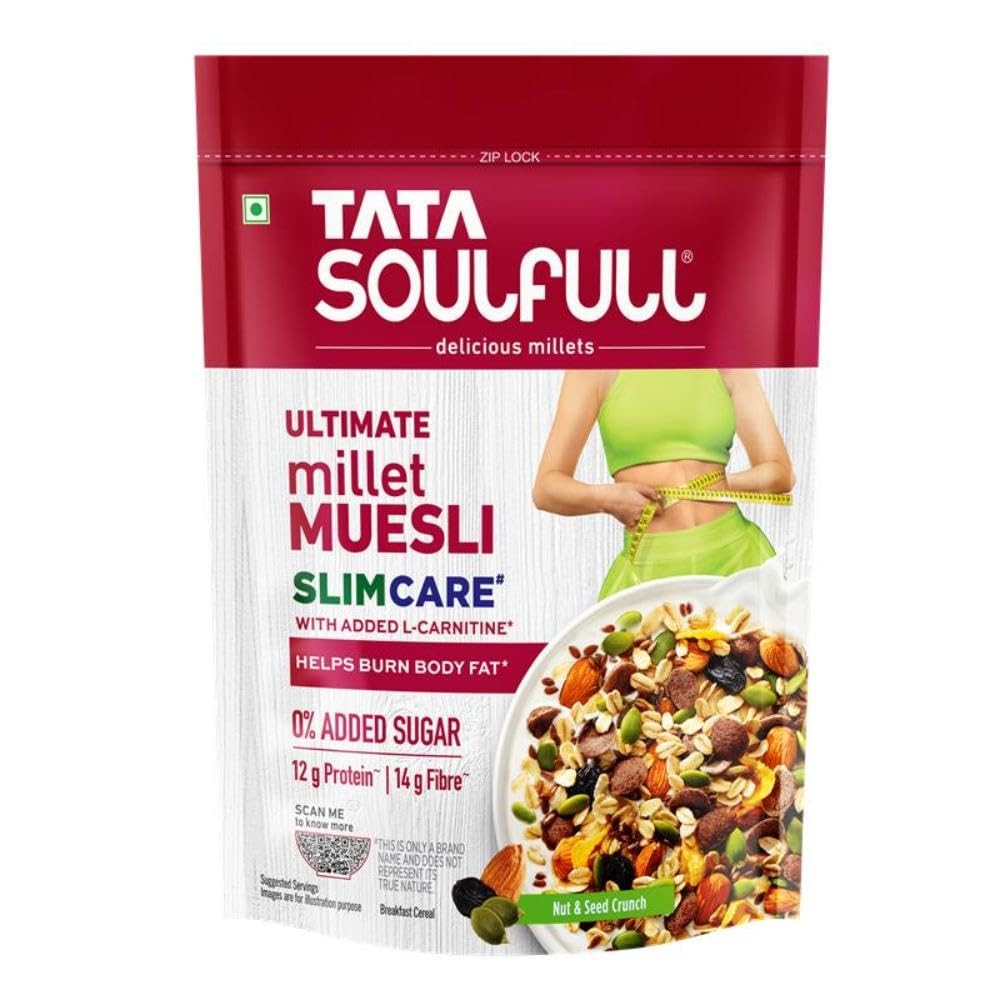 ZIP LOCK
TATA
SOULFULL®
delicious millets
ULTIMATE
millet
MUESLI
SLIMCARE#
WITH ADDED L-CARNITINE*
HELPS BURN BODY FAT*
0% ADDED SUGAR
12 g Protein~ | 14 g Fibre~
SCAN ME
to know more
#THIS IS ONLY A BRAND
NAME AND DOES NOT
REPRESENT ITS
TRUE NATURE.
Suggested Servings
Images are for illustration purpose
Breakfast Cereal
Nut & Seed Crunch